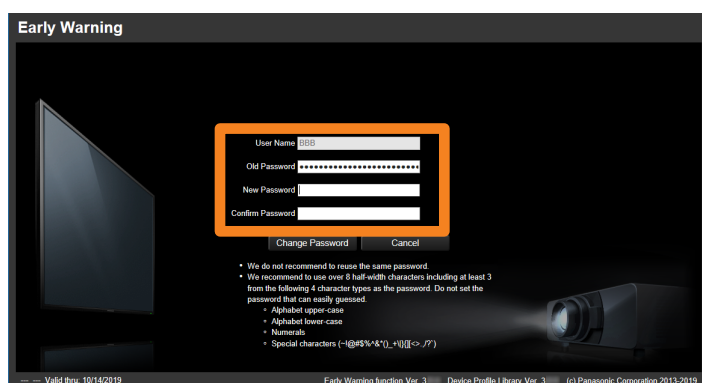 Early Warning
User Name BBB
Old Password
New Password
Confirm Password
Change Password Cancel
• We do not recommend to reuse the same password.
• We recommend to use over 8 half-width characters including at least 3
from the following 4 character types as the password. Do not set the
password that can easily guessed.
◦ Alphabet upper-case
◦ Alphabet lower-case
◦ Numerals
◦ Special characters (~!@#$%^&*()_+\|}{][<>./?`)
--- --- Valid thru: 10/14/2019 Early Warning function Ver. 3 Device Profile Library Ver. 3 (c) Panasonic Corporation 2013-2019